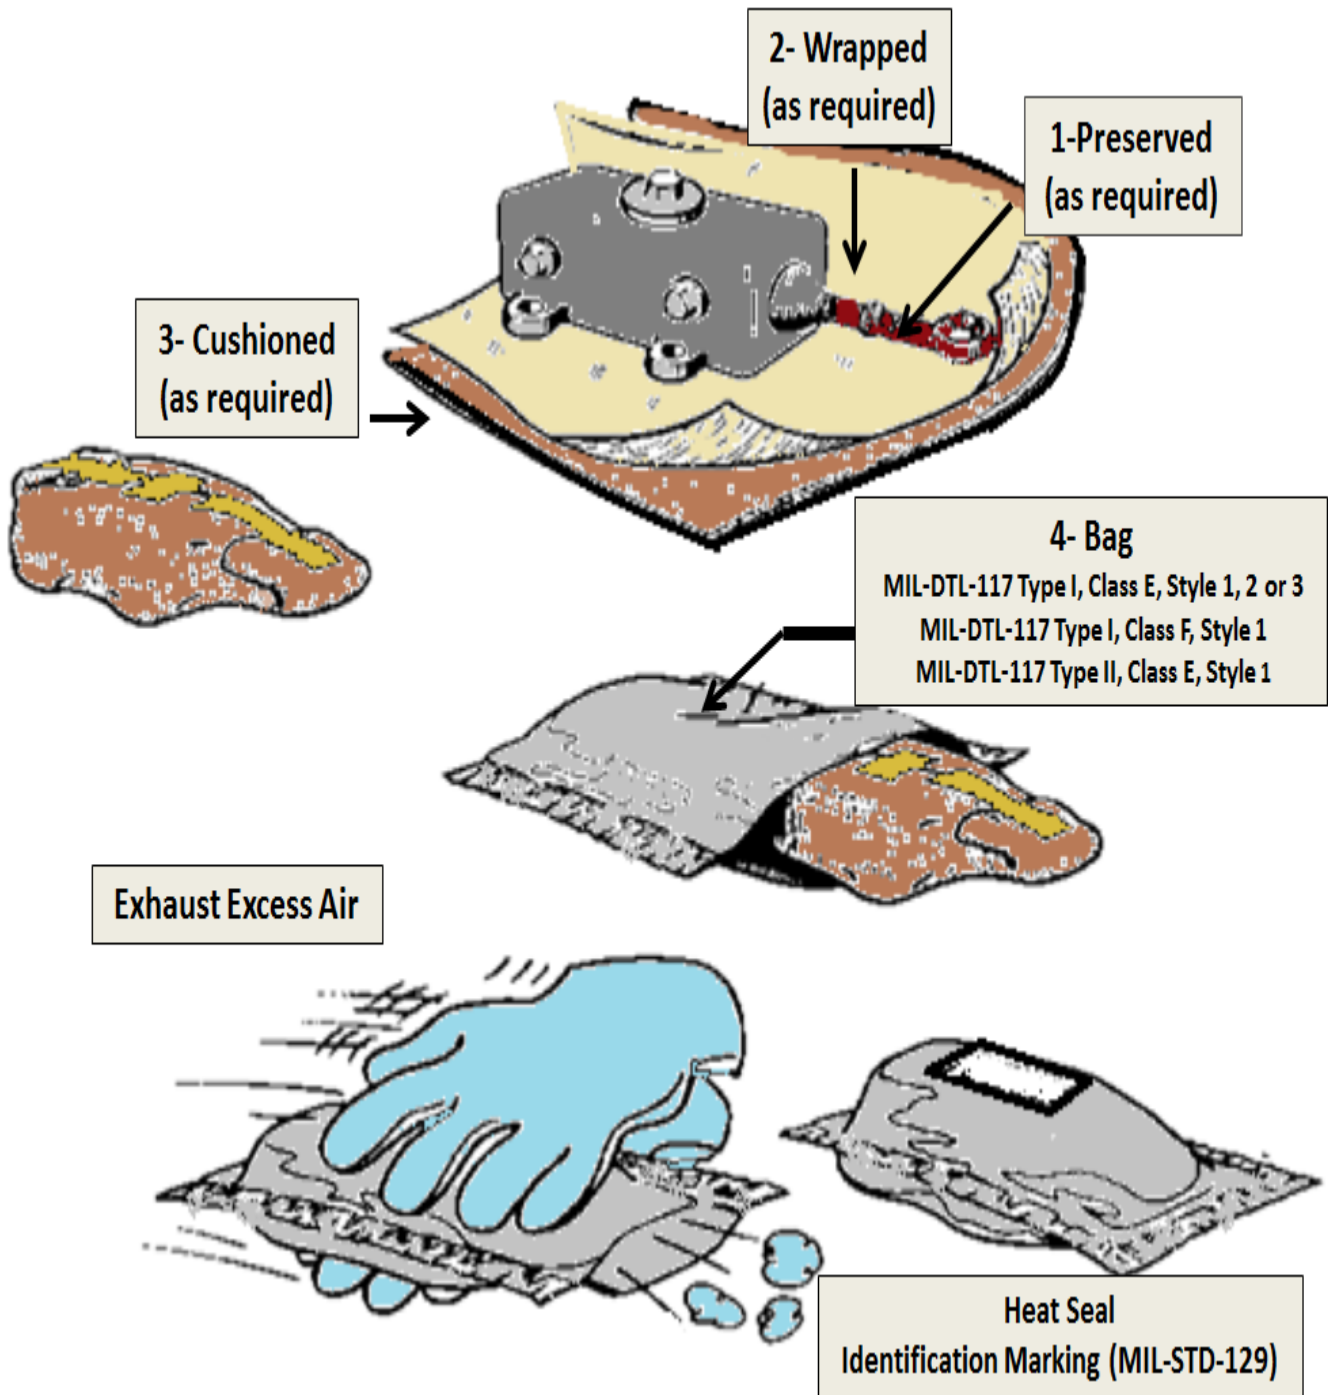 2- Wrapped
(as required)
1-Preserved
(as required)
3- Cushioned
(as required)
4- Bag
MIL-DTL-117 Type I, Class E, Style 1, 2 or 3
MIL-DTL-117 Type I, Class F, Style 1
MIL-DTL-117 Type II, Class E, Style 1
Exhaust Excess Air
Heat Seal
Identification Marking (MIL-STD-129)